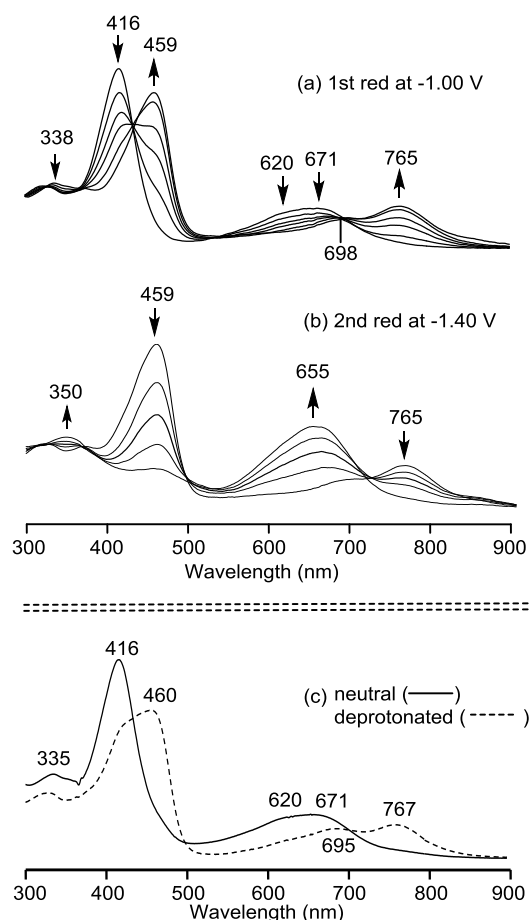 416
459
(a) 1st red at -1.00 V
338
620
671
765
698
459
(b) 2nd red at -1.40 V
350
655
765
300 400 500 600 700 800 900
Wavelength (nm)
416
460
(c) neutral ( )
deprotonated ( )
335
620 671
695
767
300 400 500 600 700 800 900
Wavelength (nm)